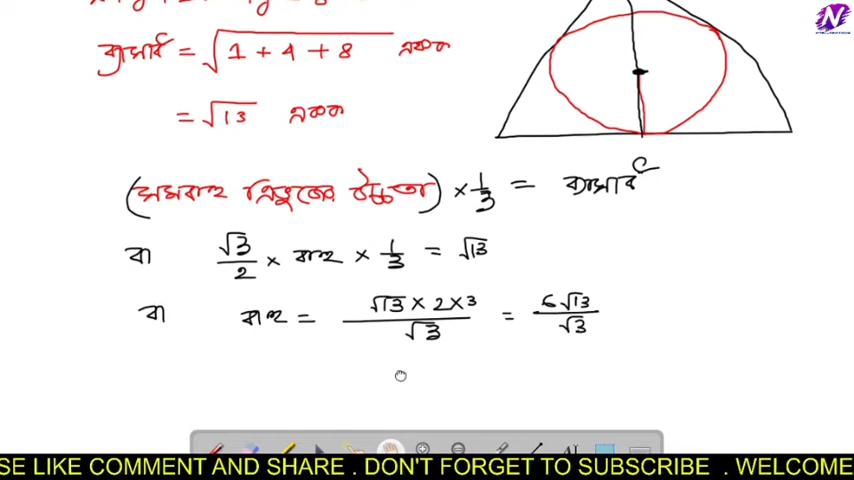 N
ব্যাসার্ধ = √1 + 4 + 8 একক
= √13 একক
(সমবাহু ত্রিভুজের উচ্চতা) × 1/3 = ব্যাসার্ধ
বা √3/2 × বাহু × 1/3 = √13
বা বাহু = √13 × 2 × 3/√3 = 6√13/√3
SE LIKE COMMENT AND SHARE . DON'T FORGET TO SUBSCRIBE . WELCOME